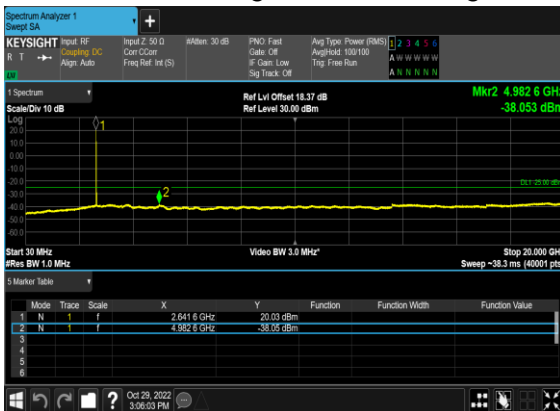 Spectrum Analyzer 1
Swept SA
KEYSIGHT Input: RF Input Z: 50 Ω #Atten: 30 dB PNO: Fast Avg Type: Power (RMS) 1 2 3 4 5 6
R T Coupling: DC Corr CCorr Gate: Off Avg|Hold: 100/100 A W W W W W
Align: Auto Freq Ref: Int (S) IF Gain: Low Trig: Free Run
LV Sig Track: Off A N N N N N
1 Spectrum Ref Lvl Offset 18.37 dB Mkr2 4.982 6 GHz
Scale/Div 10 dB Ref Level 30.00 dBm -38.053 dBm
Log
20.0
10.0
0.00
-10.0
-20.0
DL1 -25.00 dBm
-30.0
-40.0
-50.0
-60.0
1
2
Start 30 MHz Video BW 3.0 MHz* Stop 20.000 GHz
#Res BW 1.0 MHz Sweep ~38.3 ms (40001 pts)
5 Marker Table
Mode Trace Scale X Y Function Function Width Function Value
1 N 1 f 2.641 6 GHz 20.03 dBm
2 N 1 f 4.982 6 GHz -38.05 dBm
3
4
5
6
? Oct 29, 2022
3:06:03 PM